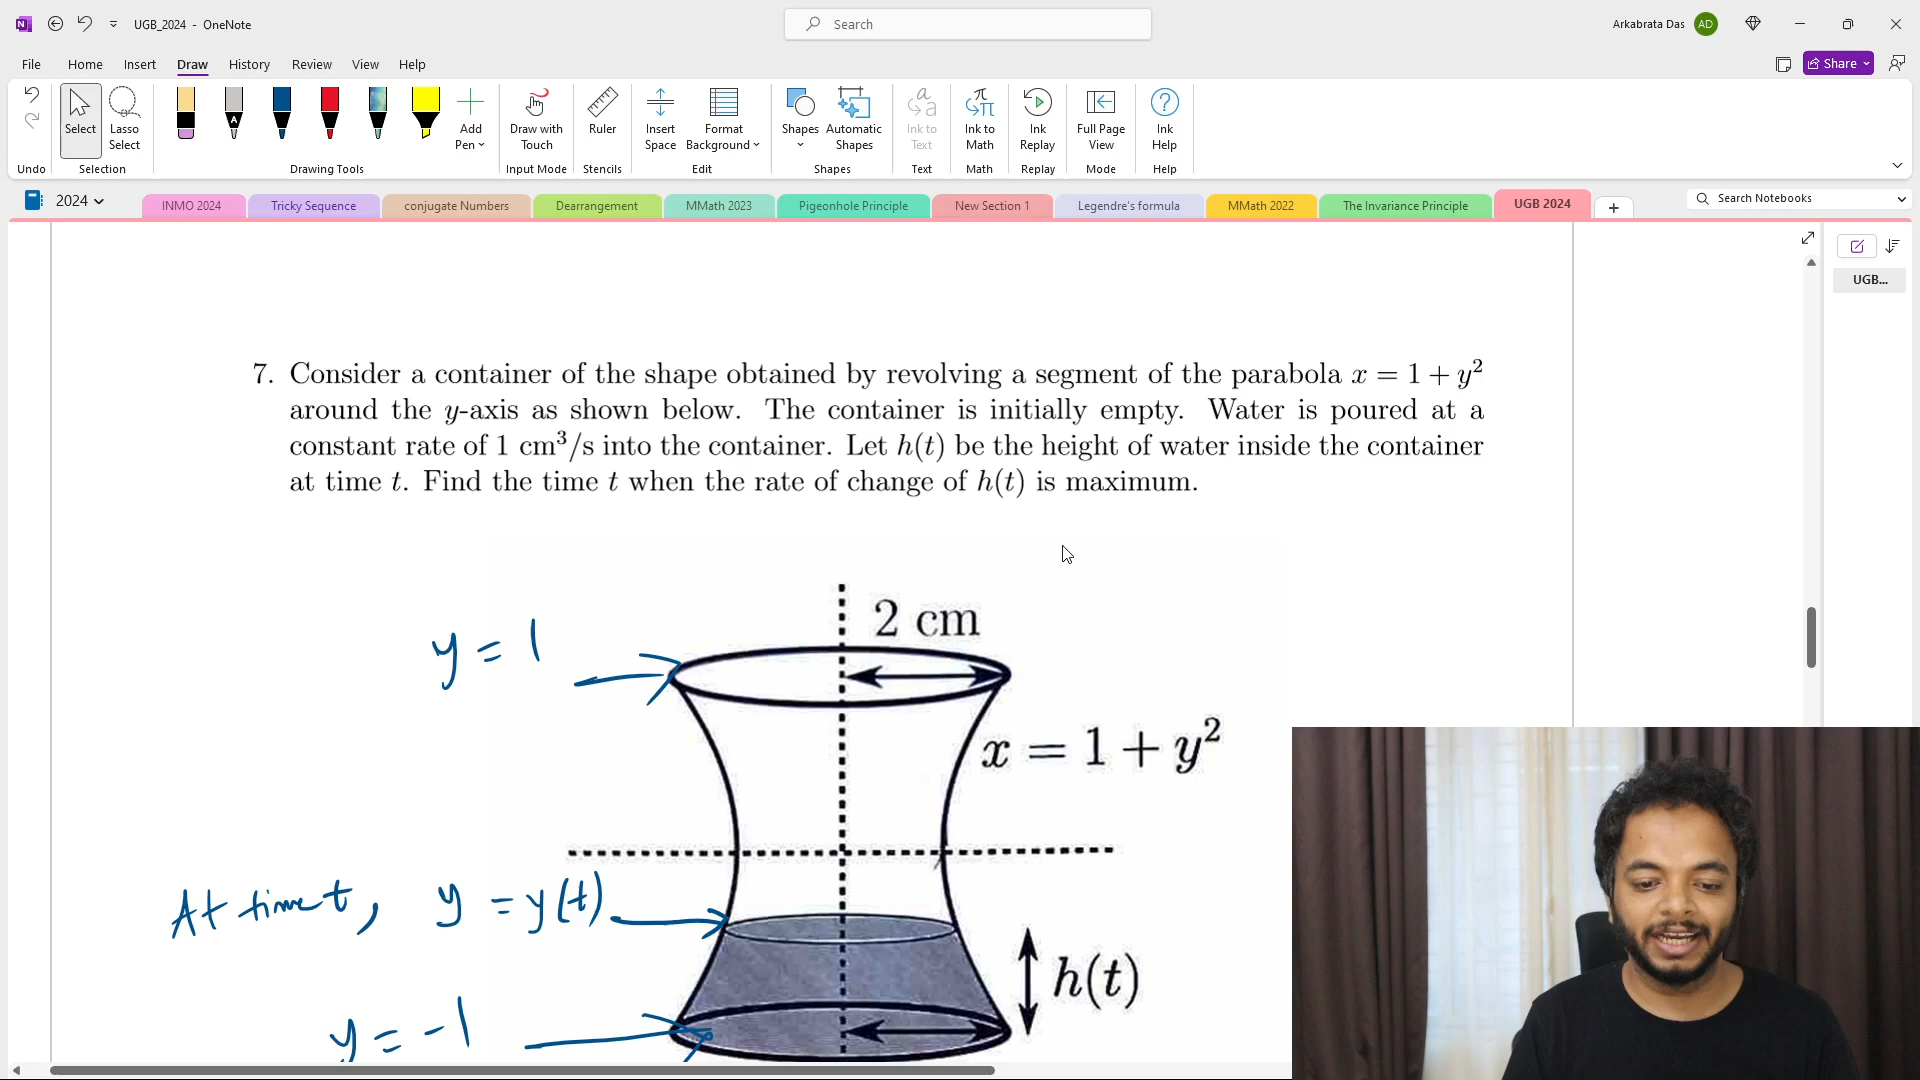 UGB_2024 - OneNote
Search
Arkabrata Das AD
File Home Insert Draw History Review View Help
Share
Select
Lasso Select
A
Add Pen
Draw with Touch
Ruler
Insert Space
Format Background
Shapes
Automatic Shapes
Ink to Text
Ink to Math
Ink Replay
Full Page View
Ink Help
Undo Selection Drawing Tools Input Mode Stencils Edit Shapes Text Math Replay Mode Help
2024 INMO 2024 Tricky Sequence conjugate Numbers Dearrangement MMath 2023 Pigeonhole Principle New Section 1 Legendre's formula MMath 2022 The Invariance Principle UGB 2024 + Search Notebooks
UGB...
7. Consider a container of the shape obtained by revolving a segment of the parabola x = 1 + y²
around the y-axis as shown below. The container is initially empty. Water is poured at a
constant rate of 1 cm³/s into the container. Let h(t) be the height of water inside the container
at time t. Find the time t when the rate of change of h(t) is maximum.
2 cm
y = 1
x = 1 + y²
At time t, y = y(t)
h(t)
y = -1